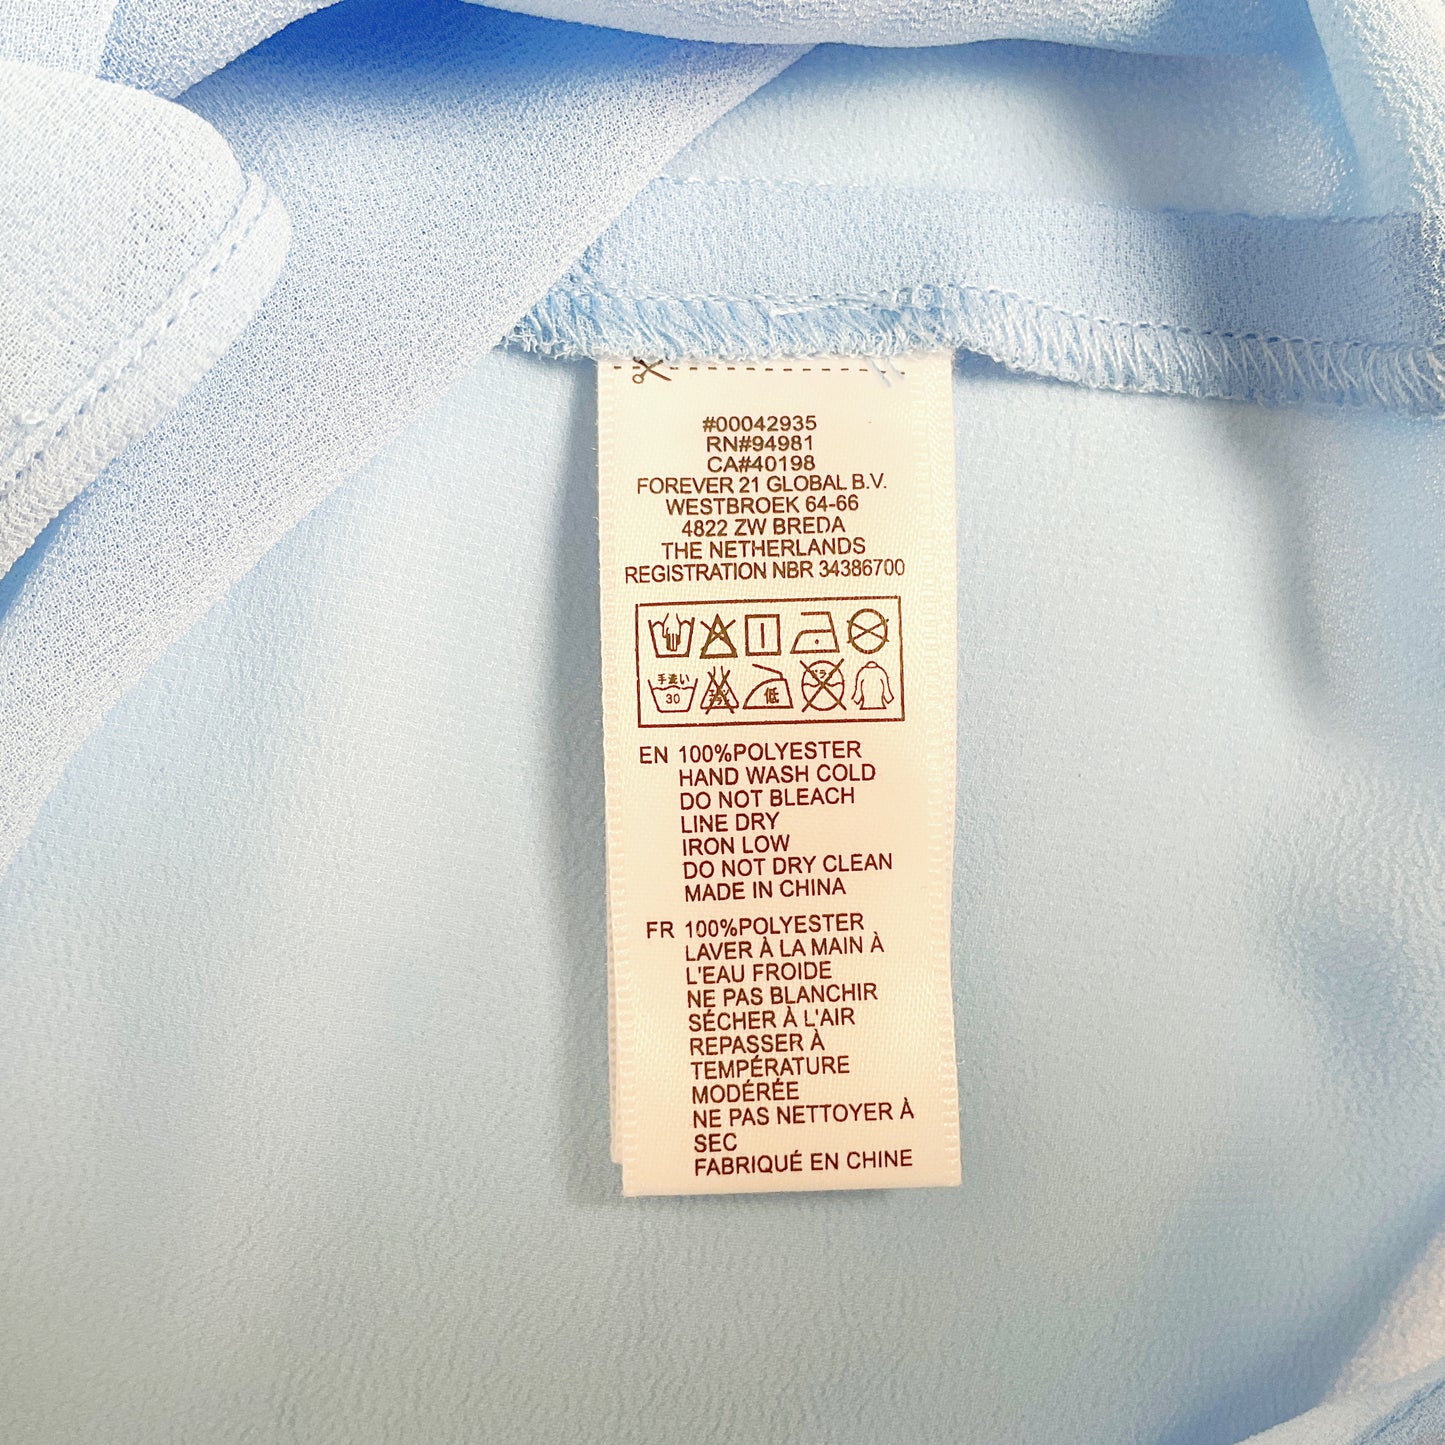 #00042935
RN#94981
CA#40198
FOREVER 21 GLOBAL B.V.
WESTBROEK 64-66
4822 ZW BREDA
THE NETHERLANDS
REGISTRATION NBR 34386700
手洗い
30
低
EN 100%POLYESTER
HAND WASH COLD
DO NOT BLEACH
LINE DRY
IRON LOW
DO NOT DRY CLEAN
MADE IN CHINA
FR 100%POLYESTER
LAVER À LA MAIN À
L'EAU FROIDE
NE PAS BLANCHIR
SÉCHER À L'AIR
REPASSER À
TEMPÉRATURE
MODÉRÉE
NE PAS NETTOYER À
SEC
FABRIQUÉ EN CHINE